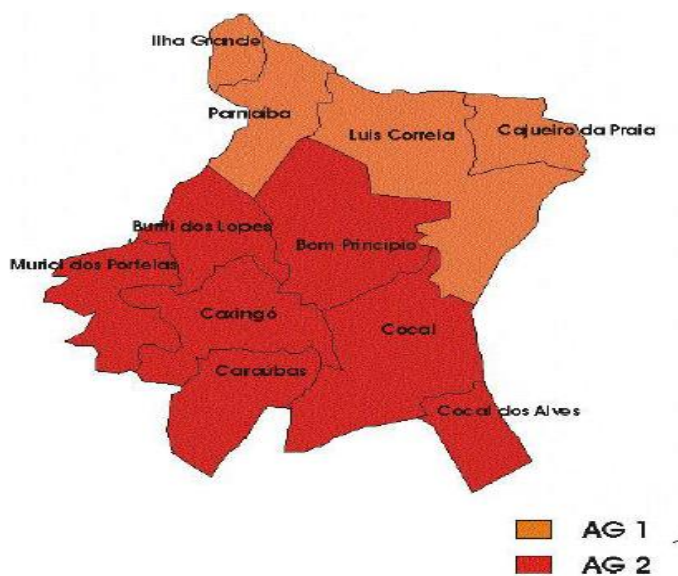 Ilha Grande
Parnaíba
Luis Correia
Cajueiro da Praia
Buriti dos Lopes
Bom Princípio
Murici dos Portelas
Caxingó
Cocal
Caraúbas
Cocal dos Alves
AG 1
AG 2